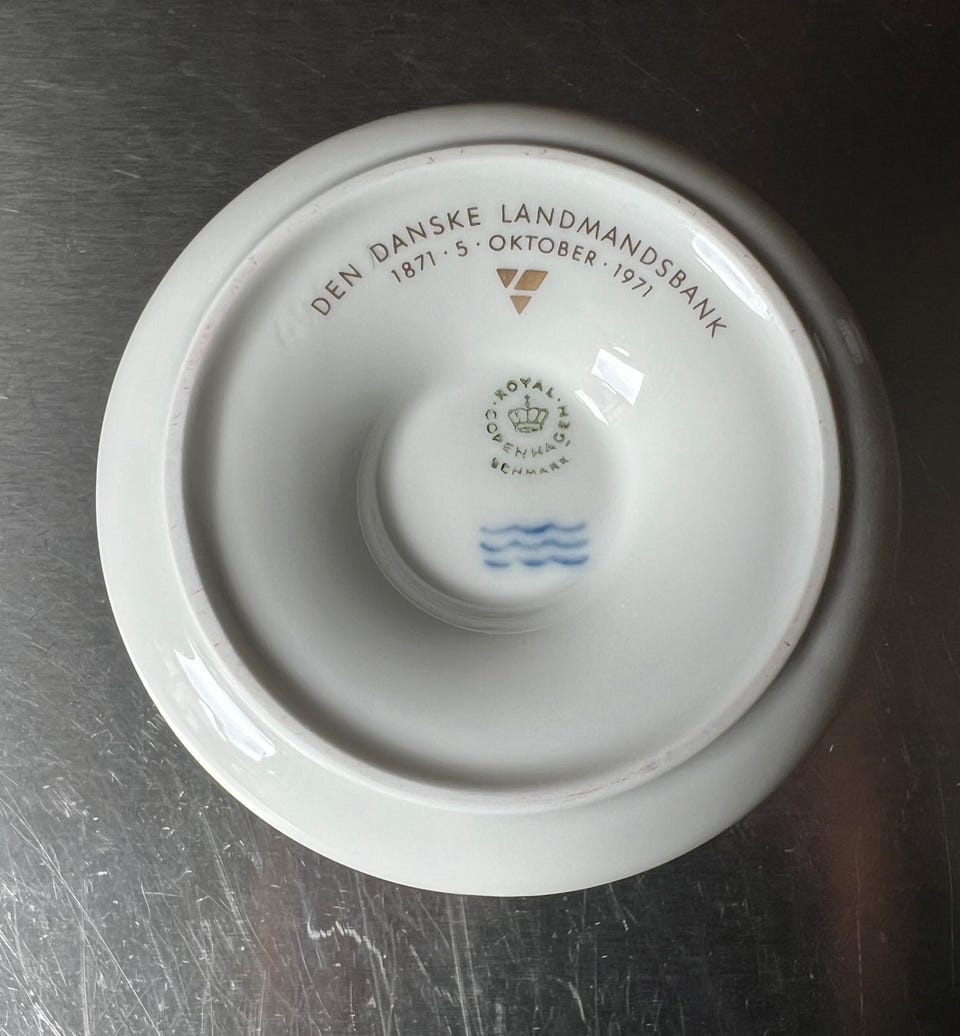 DEN DANSKE LANDMANDSBANK
1871 · 5 · OKTOBER · 1971
ROYAL
COPENHAGEN
DENMARK